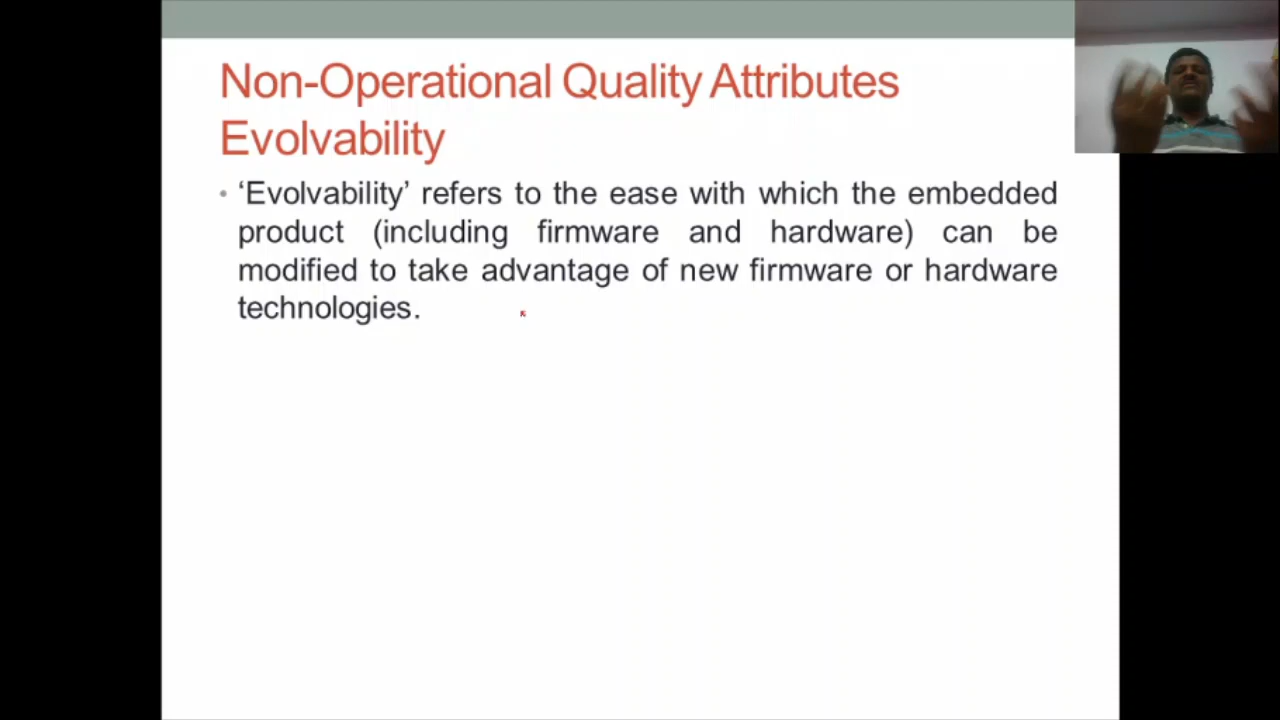 Non-Operational Quality Attributes
Evolvability
• ‘Evolvability’ refers to the ease with which the embedded
product (including firmware and hardware) can be
modified to take advantage of new firmware or hardware
technologies.